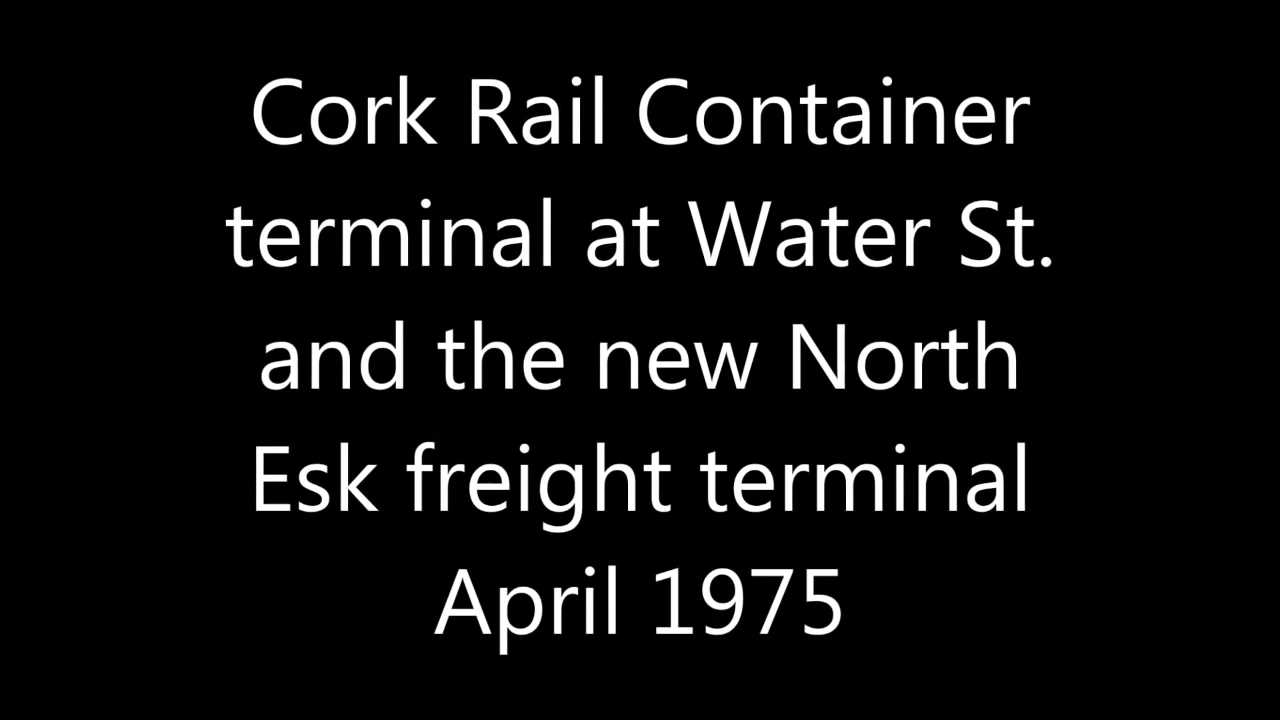 Cork Rail Container
terminal at Water St.
and the new North
Esk freight terminal
April 1975